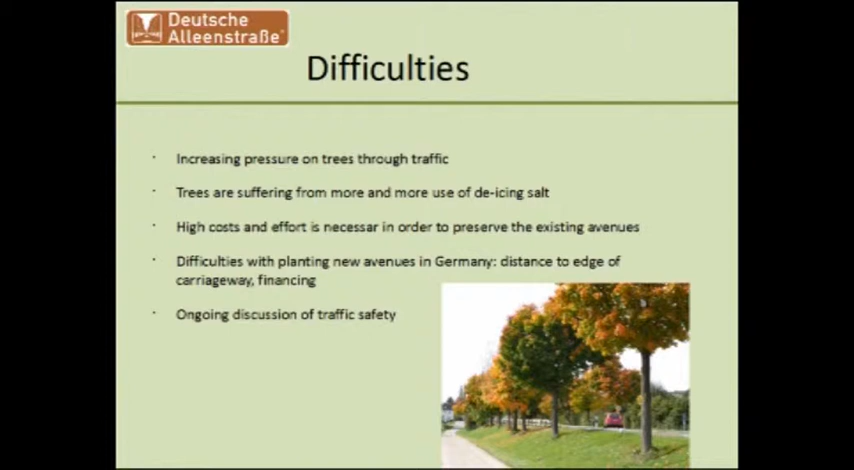 Deutsche
Alleenstraße®
Difficulties
· Increasing pressure on trees through traffic
· Trees are suffering from more and more use of de-icing salt
· High costs and effort is necessar in order to preserve the existing avenues
· Difficulties with planting new avenues in Germany: distance to edge of
carriageway, financing
· Ongoing discussion of traffic safety